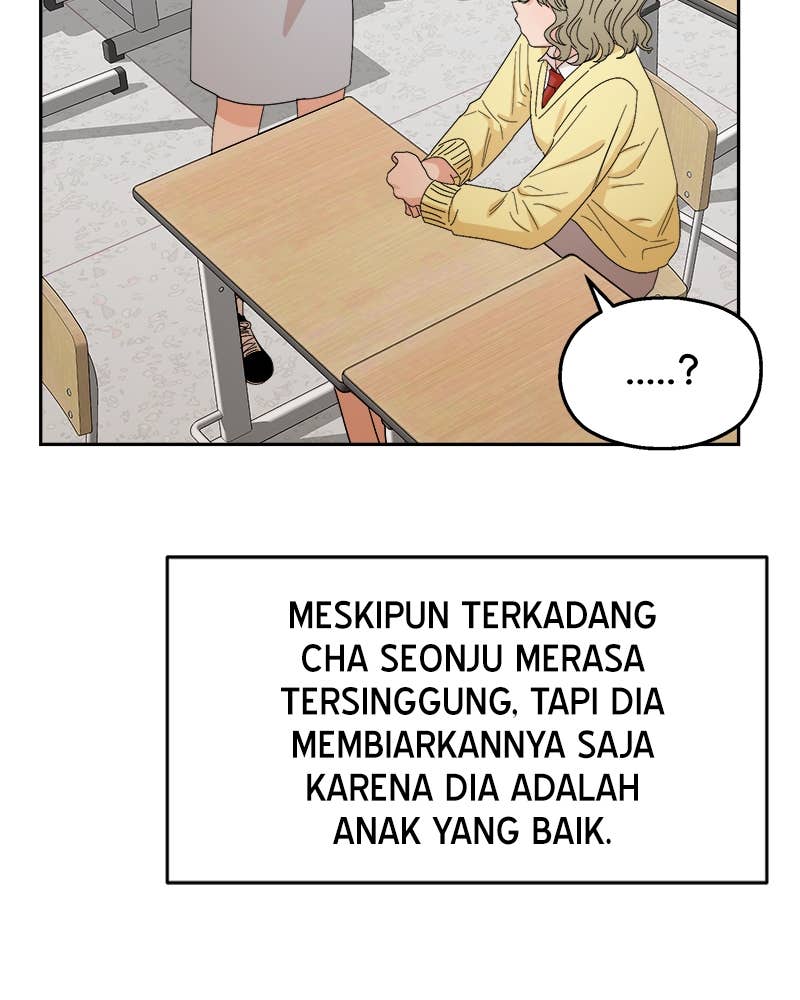 .....?
MESKIPUN TERKADANG
CHA SEONJU MERASA
TERSINGGUNG, TAPI DIA
MEMBIARKANNYA SAJA
KARENA DIA ADALAH
ANAK YANG BAIK.